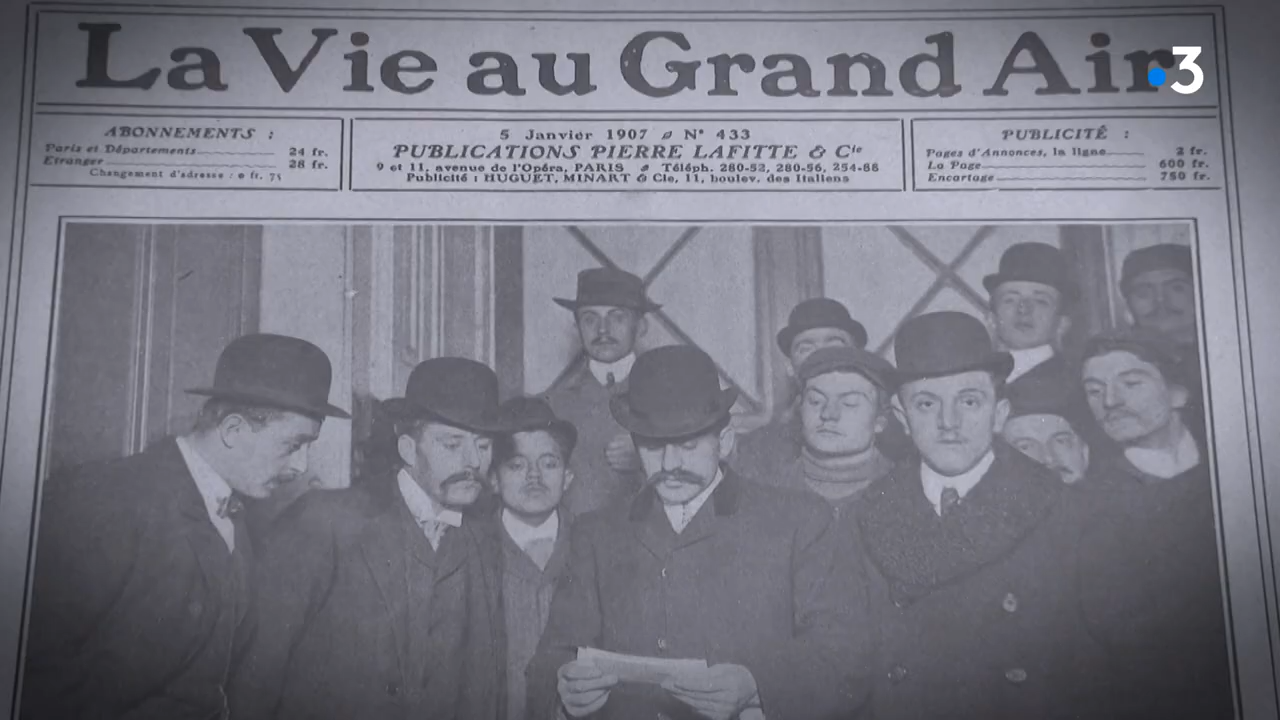 La Vie au Grand Air
3
ABONNEMENTS :
Paris et Départements 24 fr.
Etranger 28 fr.
Changement d'adresse : 0 fr. 75
5 Janvier 1907 N° 433
PUBLICATIONS PIERRE LAFITTE & Cie
9 et 11, avenue de l'Opéra, PARIS Téléph. 280-52, 280-56, 254-88
Publicité : HUGUET, MINART & Cie, 11, boulev. des Italiens
PUBLICITÉ :
Pages d'Annonces, la ligne 2 fr.
La Page 600 fr.
Encartage 750 fr.